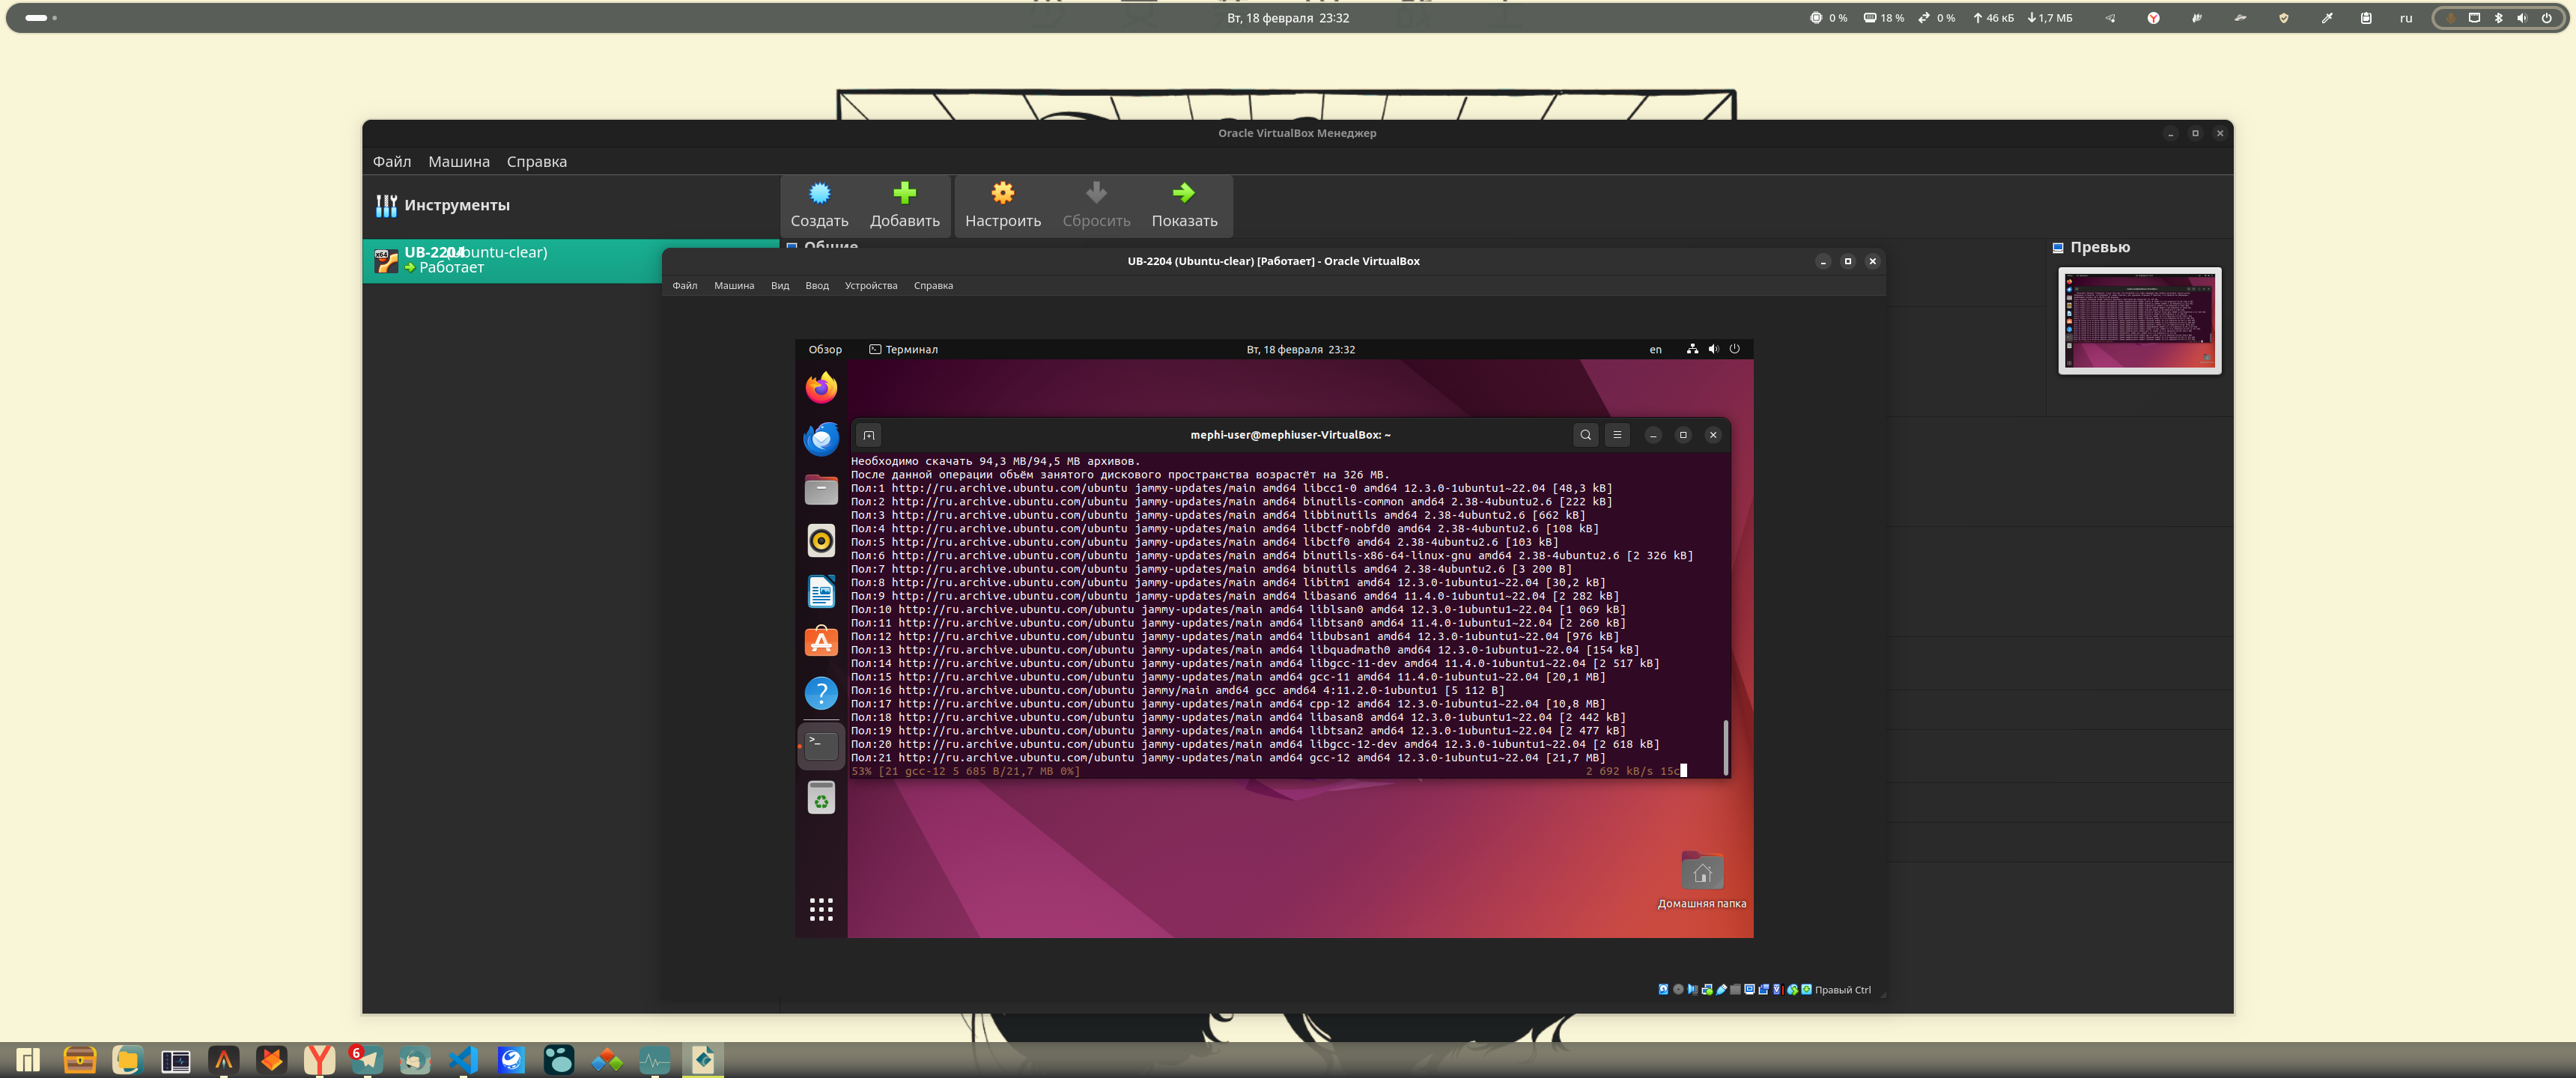 Вт, 18 февраля 23:32
0 % 18 % 0 % 46 кБ 1,7 МБ ru
Oracle VirtualBox Менеджер
Файл Машина Справка
Инструменты
Создать Добавить Настроить Сбросить Показать
UB-2204 (Ubuntu-clear)
Работает
Общие
Превью
UB-2204 (Ubuntu-clear) [Работает] - Oracle VirtualBox
Файл Машина Вид Ввод Устройства Справка
Обзор Терминал Вт, 18 февраля 23:32 en
mephi-user@mephiuser-VirtualBox: ~
Необходимо скачать 94,3 MB/94,5 MB архивов.
После данной операции объём занятого дискового пространства возрастёт на 326 MB.
Пол:1 http://ru.archive.ubuntu.com/ubuntu jammy-updates/main amd64 libcc1-0 amd64 12.3.0-1ubuntu1~22.04 [48,3 kB]
Пол:2 http://ru.archive.ubuntu.com/ubuntu jammy-updates/main amd64 binutils-common amd64 2.38-4ubuntu2.6 [222 kB]
Пол:3 http://ru.archive.ubuntu.com/ubuntu jammy-updates/main amd64 libbinutils amd64 2.38-4ubuntu2.6 [662 kB]
Пол:4 http://ru.archive.ubuntu.com/ubuntu jammy-updates/main amd64 libctf-nobfd0 amd64 2.38-4ubuntu2.6 [108 kB]
Пол:5 http://ru.archive.ubuntu.com/ubuntu jammy-updates/main amd64 libctf0 amd64 2.38-4ubuntu2.6 [103 kB]
Пол:6 http://ru.archive.ubuntu.com/ubuntu jammy-updates/main amd64 binutils-x86-64-linux-gnu amd64 2.38-4ubuntu2.6 [2 326 kB]
Пол:7 http://ru.archive.ubuntu.com/ubuntu jammy-updates/main amd64 binutils amd64 2.38-4ubuntu2.6 [3 200 B]
Пол:8 http://ru.archive.ubuntu.com/ubuntu jammy-updates/main amd64 libitm1 amd64 12.3.0-1ubuntu1~22.04 [30,2 kB]
Пол:9 http://ru.archive.ubuntu.com/ubuntu jammy-updates/main amd64 libasan6 amd64 11.4.0-1ubuntu1~22.04 [2 282 kB]
Пол:10 http://ru.archive.ubuntu.com/ubuntu jammy-updates/main amd64 liblsan0 amd64 12.3.0-1ubuntu1~22.04 [1 069 kB]
Пол:11 http://ru.archive.ubuntu.com/ubuntu jammy-updates/main amd64 libtsan0 amd64 11.4.0-1ubuntu1~22.04 [2 260 kB]
Пол:12 http://ru.archive.ubuntu.com/ubuntu jammy-updates/main amd64 libubsan1 amd64 12.3.0-1ubuntu1~22.04 [976 kB]
Пол:13 http://ru.archive.ubuntu.com/ubuntu jammy-updates/main amd64 libquadmath0 amd64 12.3.0-1ubuntu1~22.04 [154 kB]
Пол:14 http://ru.archive.ubuntu.com/ubuntu jammy-updates/main amd64 libgcc-11-dev amd64 11.4.0-1ubuntu1~22.04 [2 517 kB]
Пол:15 http://ru.archive.ubuntu.com/ubuntu jammy-updates/main amd64 gcc-11 amd64 11.4.0-1ubuntu1~22.04 [20,1 MB]
Пол:16 http://ru.archive.ubuntu.com/ubuntu jammy/main amd64 gcc amd64 4:11.2.0-1ubuntu1 [5 112 B]
Пол:17 http://ru.archive.ubuntu.com/ubuntu jammy-updates/main amd64 cpp-12 amd64 12.3.0-1ubuntu1~22.04 [10,8 MB]
Пол:18 http://ru.archive.ubuntu.com/ubuntu jammy-updates/main amd64 libasan8 amd64 12.3.0-1ubuntu1~22.04 [2 442 kB]
Пол:19 http://ru.archive.ubuntu.com/ubuntu jammy-updates/main amd64 libtsan2 amd64 12.3.0-1ubuntu1~22.04 [2 477 kB]
Пол:20 http://ru.archive.ubuntu.com/ubuntu jammy-updates/main amd64 libgcc-12-dev amd64 12.3.0-1ubuntu1~22.04 [2 618 kB]
Пол:21 http://ru.archive.ubuntu.com/ubuntu jammy-updates/main amd64 gcc-12 amd64 12.3.0-1ubuntu1~22.04 [21,7 MB]
53% [21 gcc-12 5 685 B/21,7 MB 0%] 2 692 kB/s 15с
Домашняя папка
Правый Ctrl
6